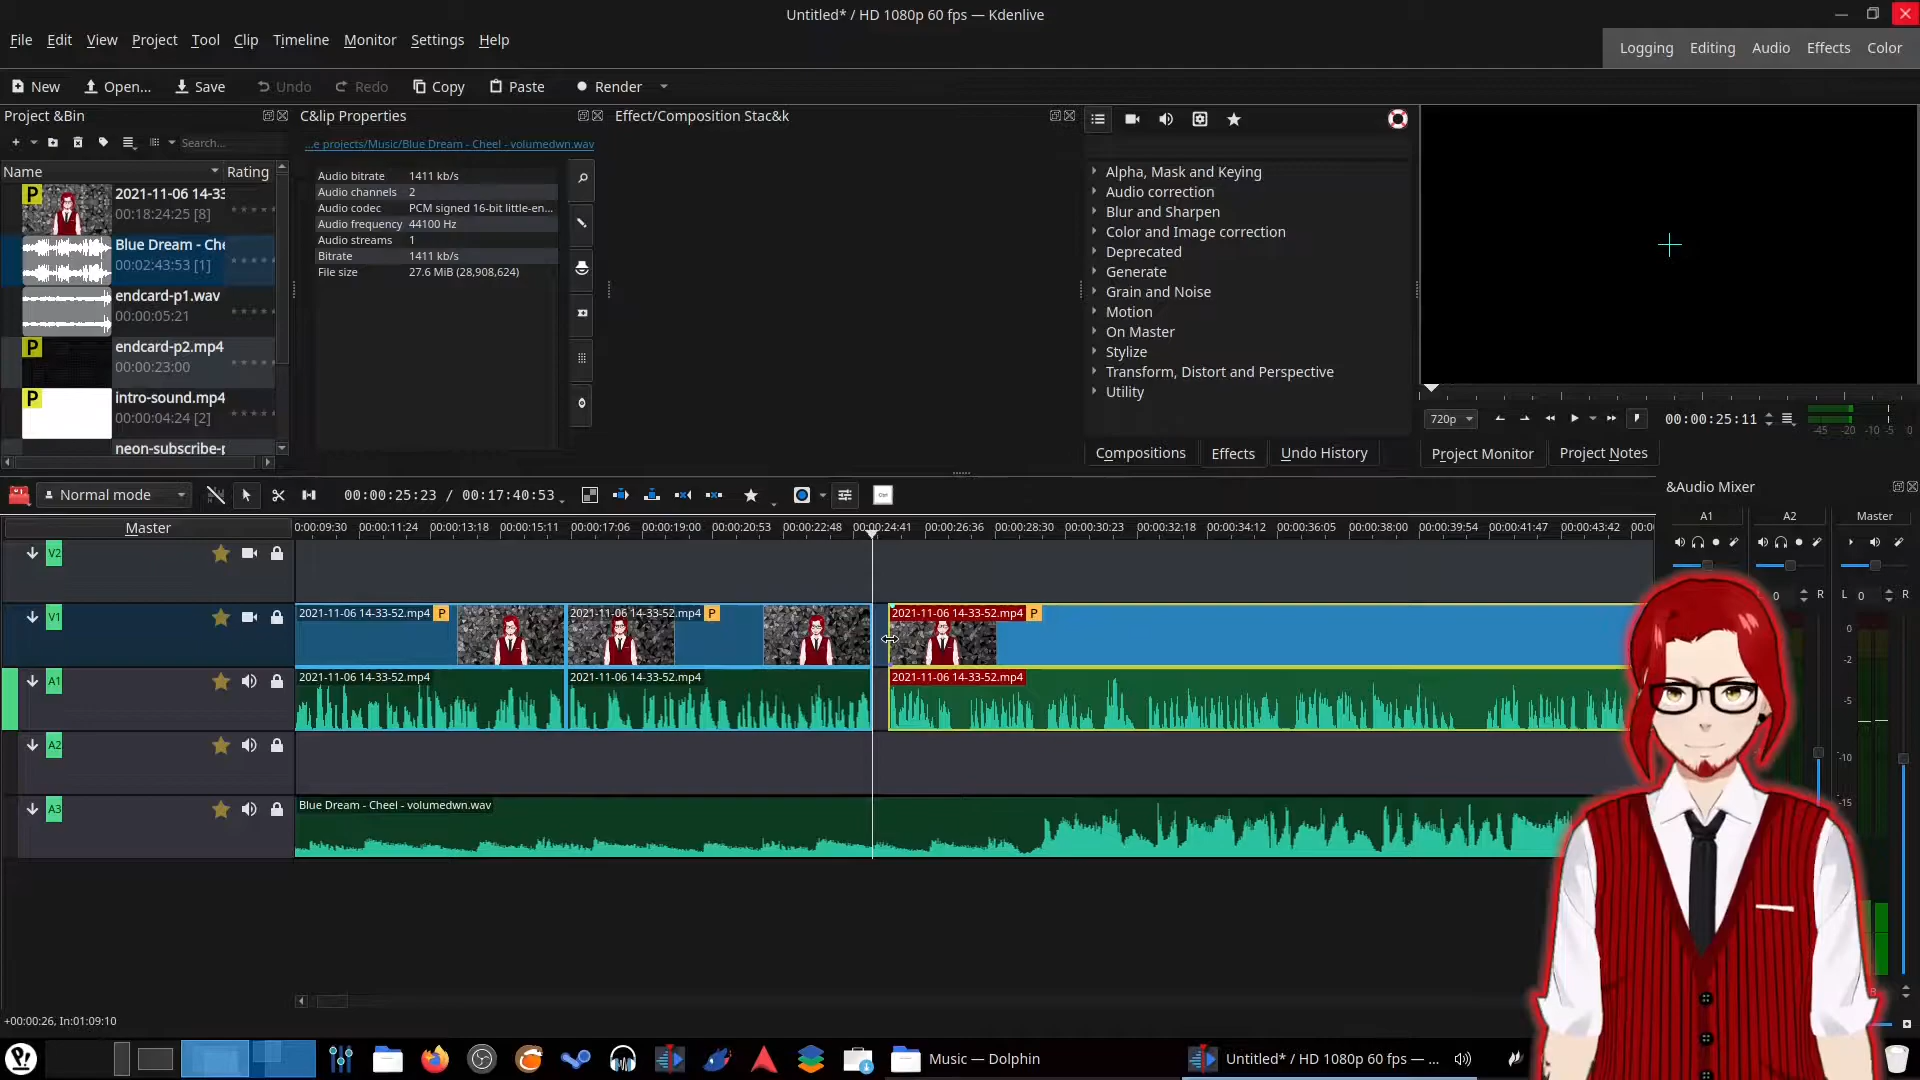 Untitled* / HD 1080p 60 fps — Kdenlive
File Edit View Project Tool Clip Timeline Monitor Settings Help
Logging Editing Audio Effects Color
New Open... Save Undo Redo Copy Paste Render
Project &Bin
C&lip Properties
Effect/Composition Stac&k
Search...
Name Rating
P 2021-11-06 14-33
00:18:24:25 [8]
Blue Dream - Che
00:02:43:53 [1]
endcard-p1.wav
00:00:05:21
P endcard-p2.mp4
00:00:23:00
P intro-sound.mp4
00:00:04:24 [2]
neon-subscribe-p
...e projects/Music/Blue Dream - Cheel - volumedwn.wav
Audio bitrate 1411 kb/s
Audio channels 2
Audio codec PCM signed 16-bit little-en...
Audio frequency 44100 Hz
Audio streams 1
Bitrate 1411 kb/s
File size 27.6 MiB (28,908,624)
Alpha, Mask and Keying
Audio correction
Blur and Sharpen
Color and Image correction
Deprecated
Generate
Grain and Noise
Motion
On Master
Stylize
Transform, Distort and Perspective
Utility
Compositions Effects Undo History
720p 00:00:25:11
-45 -20 -10 -5 0
Project Monitor Project Notes
Normal mode 00:00:25:23 / 00:17:40:53
&Audio Mixer
A1 A2 Master
0 R L 0 R
0
-2
-5
-10
-15
Master
0:00:09:30 00:00:11:24 00:00:13:18 00:00:15:11 00:00:17:06 00:00:19:00 00:00:20:53 00:00:22:48 00:00:24:41 00:00:26:36 00:00:28:30 00:00:30:23 00:00:32:18 00:00:34:12 00:00:36:05 00:00:38:00 00:00:39:54 00:00:41:47 00:00:43:42 00:0
V2
V1
2021-11-06 14-33-52.mp4 P 2021-11-06 14-33-52.mp4 P 2021-11-06 14-33-52.mp4 P
A1
2021-11-06 14-33-52.mp4 2021-11-06 14-33-52.mp4 2021-11-06 14-33-52.mp4
A2
A3
Blue Dream - Cheel - volumedwn.wav
+00:00:26, In:01:09:10
Music — Dolphin
Untitled* / HD 1080p 60 fps — ...